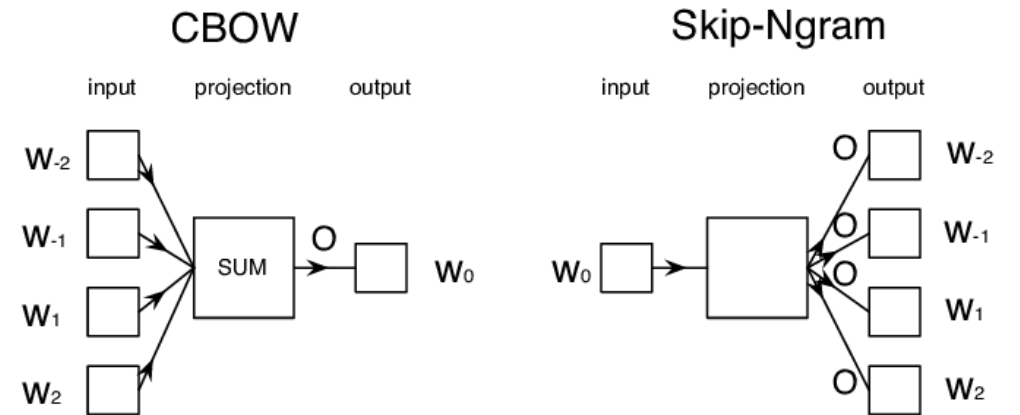 CBOW
input projection output
w-2
w-1
w1
w2
SUM
O
w0
Skip-Ngram
input projection output
w0
O
O
O
O
w-2
w-1
w1
w2